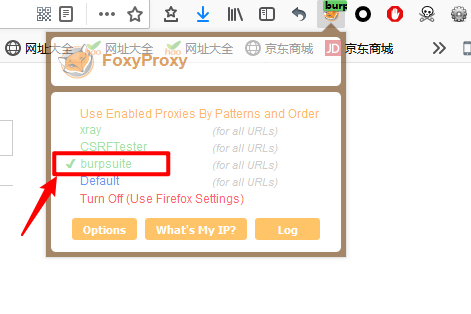 burp
网址大全 网址大全 网址大全 京东商城 JD 京东商城
FoxyProxy
Use Enabled Proxies By Patterns and Order
xray (for all URLs)
CSRFTester (for all URLs)
burpsuite (for all URLs)
Default (for all URLs)
Turn Off (Use Firefox Settings)
Options What's My IP? Log